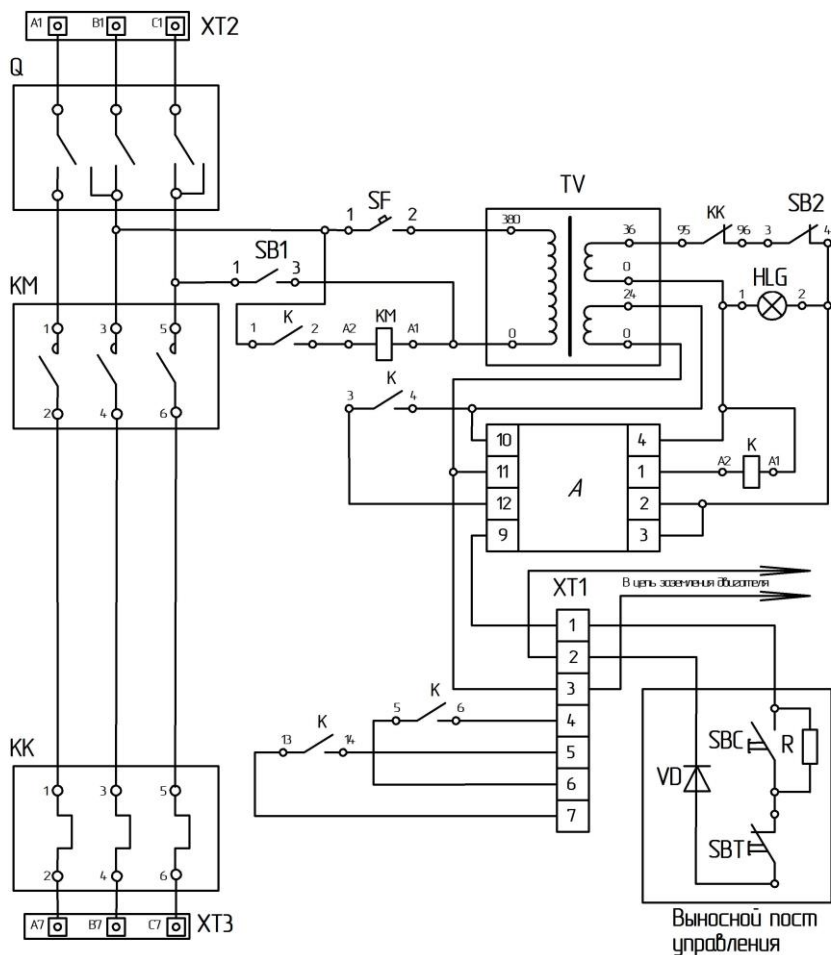 A1 B1 C1 XT2
Q
SF
1 2
TV
380
36
0
24
0
0
KK
95 96
SB2
3 4
HLG
1 2
SB1
1 3
KM
1 3 5
2 4 6
K
1 2
KM
A2 A1
K
3 4
10
11
12
9
A
4
1
2
3
K
A2 A1
В цепь заземления двигателя
XT1
1
2
3
4
5
6
7
K
5 6
K
13 14
SBC
R
VD
SBT
KK
1 3 5
2 4 6
A7 B7 C7 XT3
Выносной пост
управления